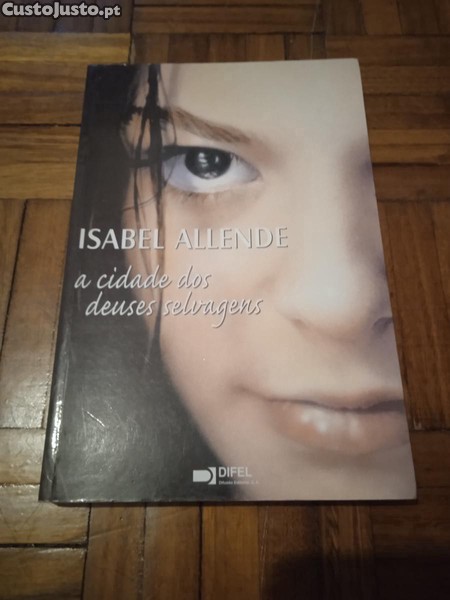 CustoJusto.pt
ISABEL ALLENDE
a cidade dos
deuses selvagens
DIFEL